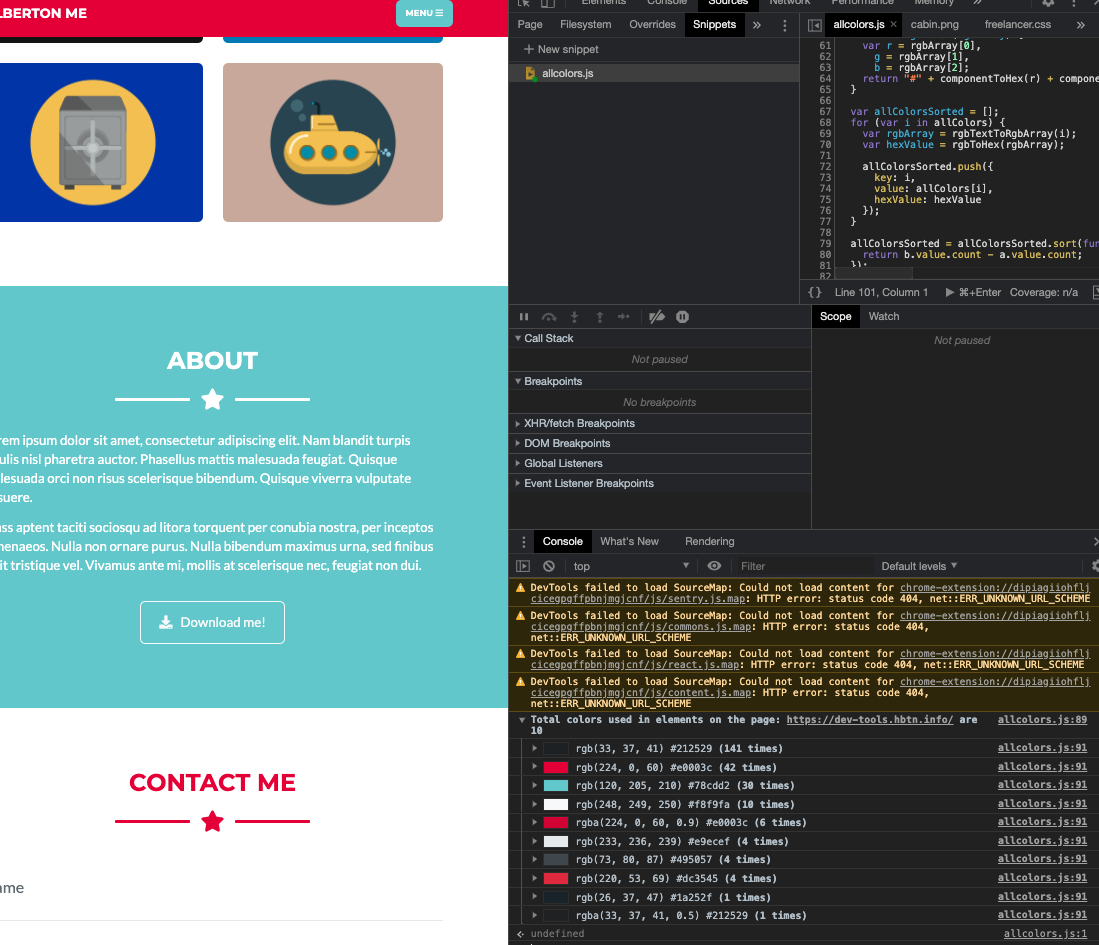 LBERTON ME
MENU
ABOUT
rem ipsum dolor sit amet, consectetur adipiscing elit. Nam blandit turpis
ulis nisl pharetra auctor. Phasellus mattis malesuada feugiat. Quisque
lesuada orci non risus scelerisque bibendum. Quisque viverra vulputate
suere.
ass aptent taciti sociosqu ad litora torquent per conubia nostra, per inceptos
nenaeos. Nulla non ornare purus. Nulla bibendum maximus urna, sed finibus
it tristique vel. Vivamus ante mi, mollis at scelerisque nec, feugiat non dui.
Download me!
CONTACT ME
ame
Elements Console Sources Network Performance Memory »
Page Filesystem Overrides Snippets »
+ New snippet
allcolors.js
allcolors.js × cabin.png freelancer.css »
61 var r = rgbArray[0],
62 g = rgbArray[1],
63 b = rgbArray[2];
64 return "#" + componentToHex(r) + compone
65 }
66
67 var allColorsSorted = [];
68 for (var i in allColors) {
69 var rgbArray = rgbTextToRgbArray(i);
70 var hexValue = rgbToHex(rgbArray);
71
72 allColorsSorted.push({
73 key: i,
74 value: allColors[i],
75 hexValue: hexValue
76 });
77 }
78
79 allColorsSorted = allColorsSorted.sort(fun
80 return b.value.count - a.value.count;
81 });
82
{} Line 101, Column 1 ▶ ⌘+Enter Coverage: n/a
Call Stack
Not paused
Breakpoints
No breakpoints
XHR/fetch Breakpoints
DOM Breakpoints
Global Listeners
Event Listener Breakpoints
Scope Watch
Not paused
Console What's New Rendering
top Filter Default levels
DevTools failed to load SourceMap: Could not load content for chrome-extension://dipiagiiohflj
cicegpgffpbnjmgjcnf/js/sentry.js.map: HTTP error: status code 404, net::ERR_UNKNOWN_URL_SCHEME
DevTools failed to load SourceMap: Could not load content for chrome-extension://dipiagiiohflj
cicegpgffpbnjmgjcnf/js/commons.js.map: HTTP error: status code 404,
net::ERR_UNKNOWN_URL_SCHEME
DevTools failed to load SourceMap: Could not load content for chrome-extension://dipiagiiohflj
cicegpgffpbnjmgjcnf/js/react.js.map: HTTP error: status code 404, net::ERR_UNKNOWN_URL_SCHEME
DevTools failed to load SourceMap: Could not load content for chrome-extension://dipiagiiohflj
cicegpgffpbnjmgjcnf/js/content.js.map: HTTP error: status code 404,
net::ERR_UNKNOWN_URL_SCHEME
Total colors used in elements on the page: https://dev-tools.hbtn.info/ are allcolors.js:89
10
rgb(33, 37, 41) #212529 (141 times) allcolors.js:91
rgb(224, 0, 60) #e0003c (42 times) allcolors.js:91
rgb(120, 205, 210) #78cdd2 (30 times) allcolors.js:91
rgb(248, 249, 250) #f8f9fa (10 times) allcolors.js:91
rgba(224, 0, 60, 0.9) #e0003c (6 times) allcolors.js:91
rgb(233, 236, 239) #e9ecef (4 times) allcolors.js:91
rgb(73, 80, 87) #495057 (4 times) allcolors.js:91
rgb(220, 53, 69) #dc3545 (4 times) allcolors.js:91
rgb(26, 37, 47) #1a252f (1 times) allcolors.js:91
rgba(33, 37, 41, 0.5) #212529 (1 times) allcolors.js:91
undefined allcolors.js:1